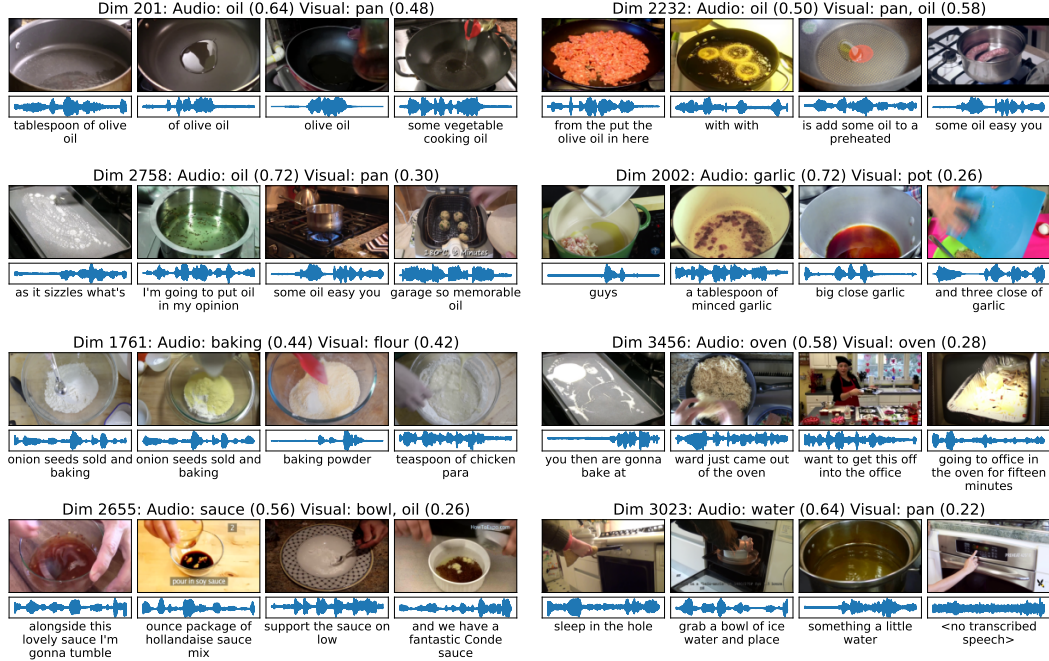 Dim 201: Audio: oil (0.64) Visual: pan (0.48)
tablespoon of olive
oil
of olive oil
olive oil
some vegetable
cooking oil
Dim 2232: Audio: oil (0.50) Visual: pan, oil (0.58)
from the put the
olive oil in here
with with
is add some oil to a
preheated
some oil easy you
Dim 2758: Audio: oil (0.72) Visual: pan (0.30)
as it sizzles what's
I'm going to put oil
in my opinion
some oil easy you
garage so memorable
oil
Dim 2002: Audio: garlic (0.72) Visual: pot (0.26)
guys
a tablespoon of
minced garlic
big close garlic
and three close of
garlic
Dim 1761: Audio: baking (0.44) Visual: flour (0.42)
onion seeds sold and
baking
onion seeds sold and
baking
baking powder
teaspoon of chicken
para
Dim 3456: Audio: oven (0.58) Visual: oven (0.28)
you then are gonna
bake at
ward just came out
of the oven
want to get this off
into the office
going to office in
the oven for fifteen
minutes
Dim 2655: Audio: sauce (0.56) Visual: bowl, oil (0.26)
2
pour in soy sauce
alongside this
lovely sauce I'm
gonna tumble
ounce package of
hollandaise sauce
mix
support the sauce on
low
and we have a
fantastic Conde
sauce
Dim 3023: Audio: water (0.64) Visual: pan (0.22)
sleep in the hole
grab a bowl of ice
water and place
something a little
water
<no transcribed
speech>